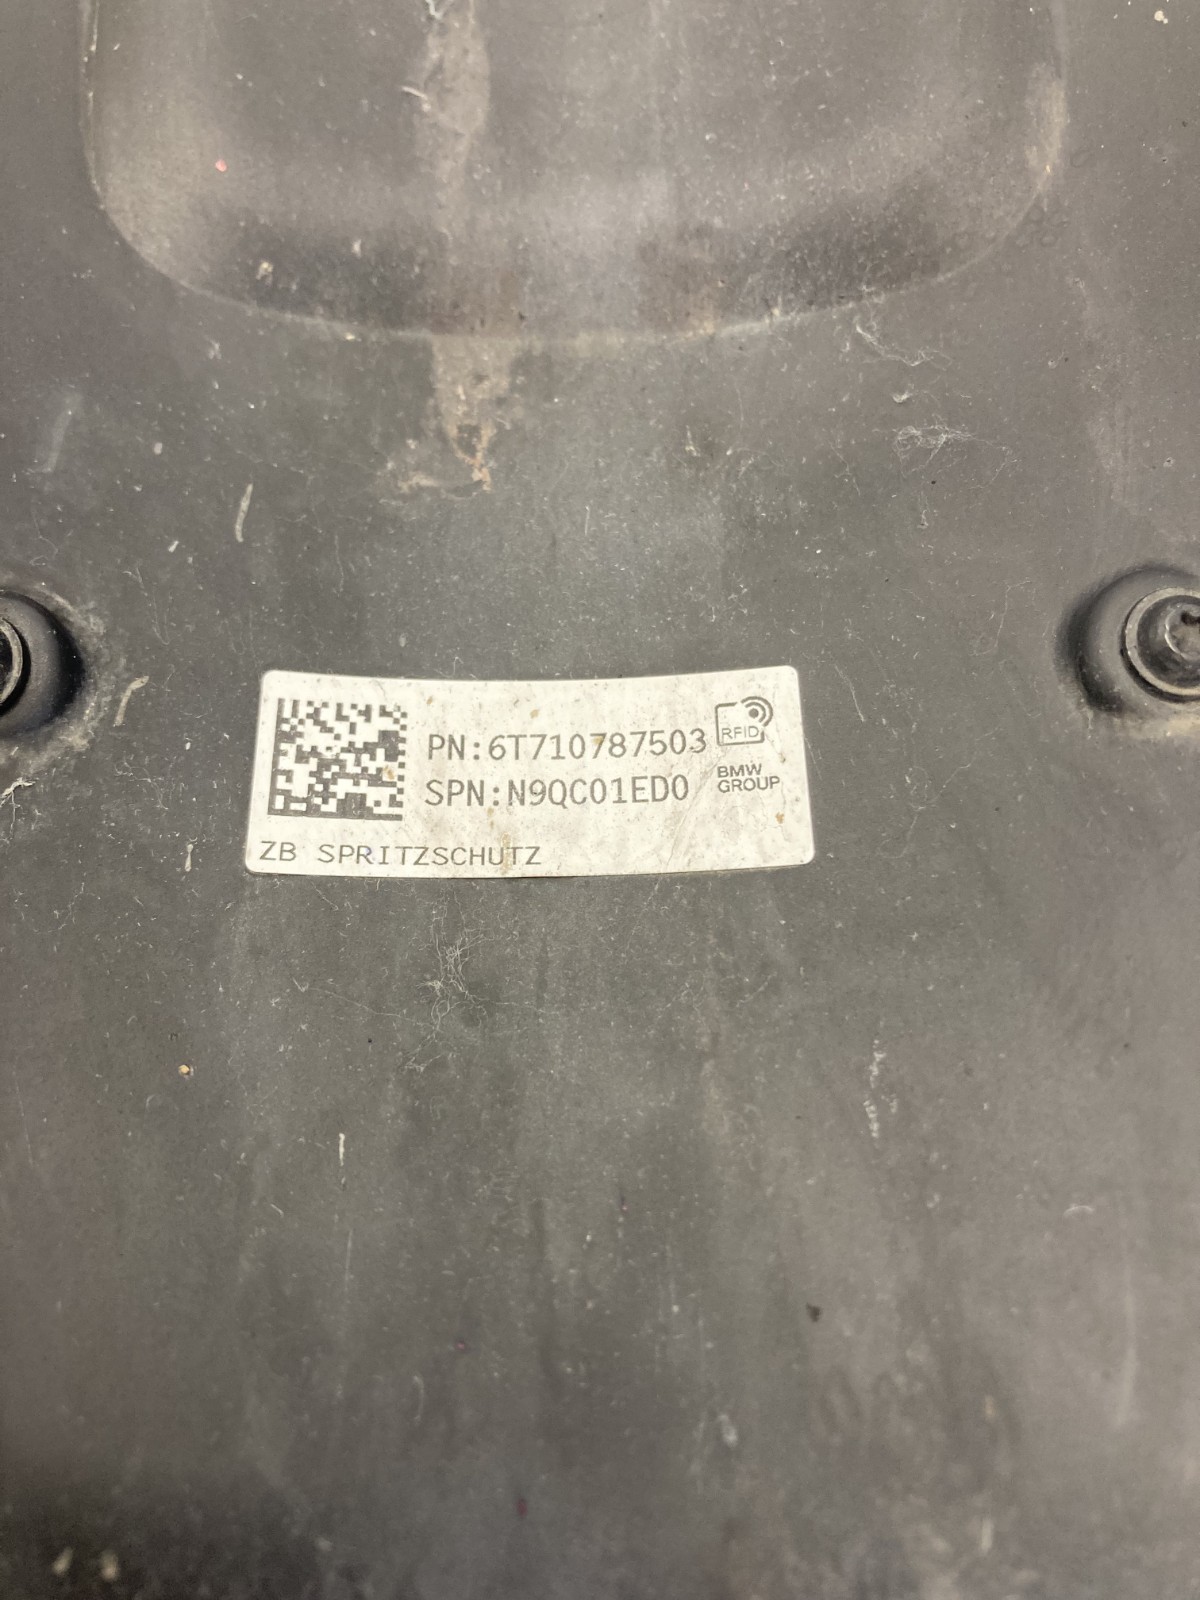 PN:6T710787503
RFID
SPN:N9QC01ED0
BMW
GROUP
ZB SPRITZSCHUTZ